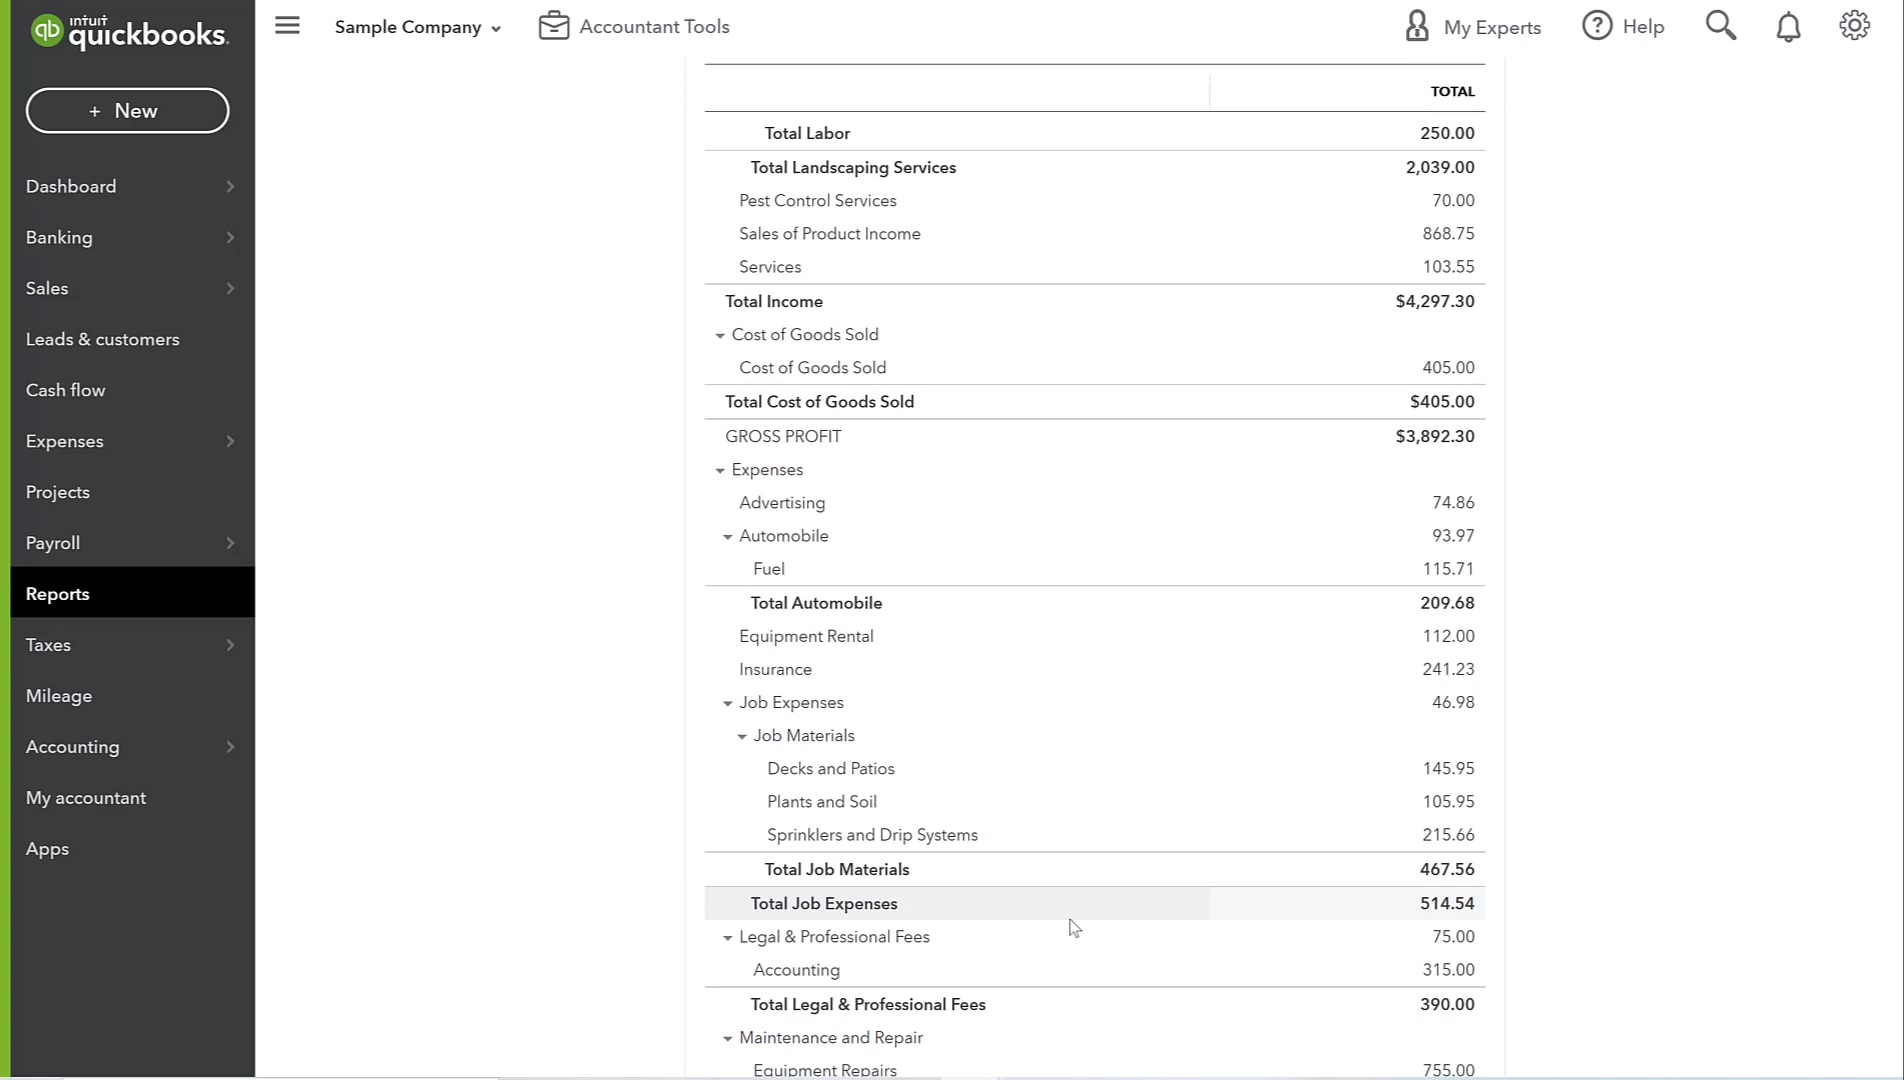 intuit
qb quickbooks.
Sample Company
Accountant Tools
My Experts
Help
+ New
Dashboard
Banking
Sales
Leads & customers
Cash flow
Expenses
Projects
Payroll
Reports
Taxes
Mileage
Accounting
My accountant
Apps
TOTAL
Total Labor 250.00
Total Landscaping Services 2,039.00
Pest Control Services 70.00
Sales of Product Income 868.75
Services 103.55
Total Income $4,297.30
Cost of Goods Sold
Cost of Goods Sold 405.00
Total Cost of Goods Sold $405.00
GROSS PROFIT $3,892.30
Expenses
Advertising 74.86
Automobile 93.97
Fuel 115.71
Total Automobile 209.68
Equipment Rental 112.00
Insurance 241.23
Job Expenses 46.98
Job Materials
Decks and Patios 145.95
Plants and Soil 105.95
Sprinklers and Drip Systems 215.66
Total Job Materials 467.56
Total Job Expenses 514.54
Legal & Professional Fees 75.00
Accounting 315.00
Total Legal & Professional Fees 390.00
Maintenance and Repair
Equipment Repairs 755.00